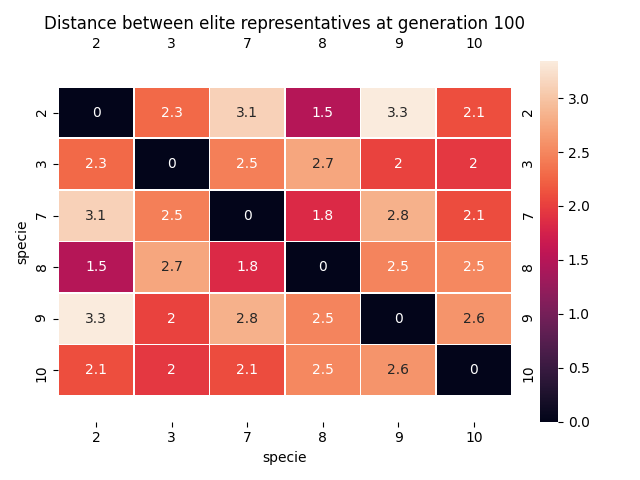 Distance between elite representatives at generation 100
2 3 7 8 9 10
2 0 2.3 3.1 1.5 3.3 2.1 2
3 2.3 0 2.5 2.7 2 2 3
7 3.1 2.5 0 1.8 2.8 2.1 7
8 1.5 2.7 1.8 0 2.5 2.5 8
9 3.3 2 2.8 2.5 0 2.6 9
10 2.1 2 2.1 2.5 2.6 0 10
2 3 7 8 9 10
specie
specie
3.0
2.5
2.0
1.5
1.0
0.5
0.0